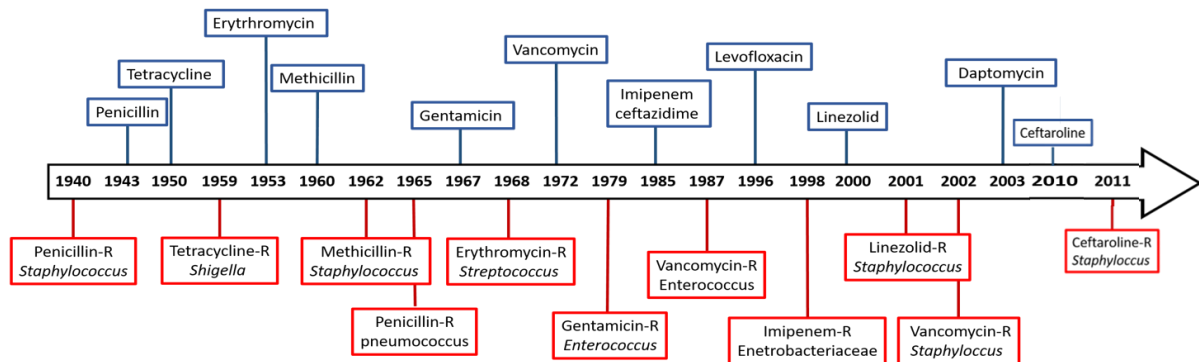 Erytrhromycin
Vancomycin
Levofloxacin
Tetracycline
Methicillin
Daptomycin
Imipenem
ceftazidime
Penicillin
Gentamicin
Linezolid
Ceftaroline
1940 1943 1950 1959 1953 1960 1962 1965 1967 1968 1972 1979 1985 1987 1996 1998 2000 2001 2002 2003 2010 2011
Penicillin-R
Staphylococcus
Tetracycline-R
Shigella
Methicillin-R
Staphylococcus
Erythromycin-R
Streptococcus
Vancomycin-R
Enterococcus
Linezolid-R
Staphylococcus
Ceftaroline-R
Staphyloccus
Penicillin-R
pneumococcus
Gentamicin-R
Enterococcus
Imipenem-R
Enetrobacteriaceae
Vancomycin-R
Staphyloccus